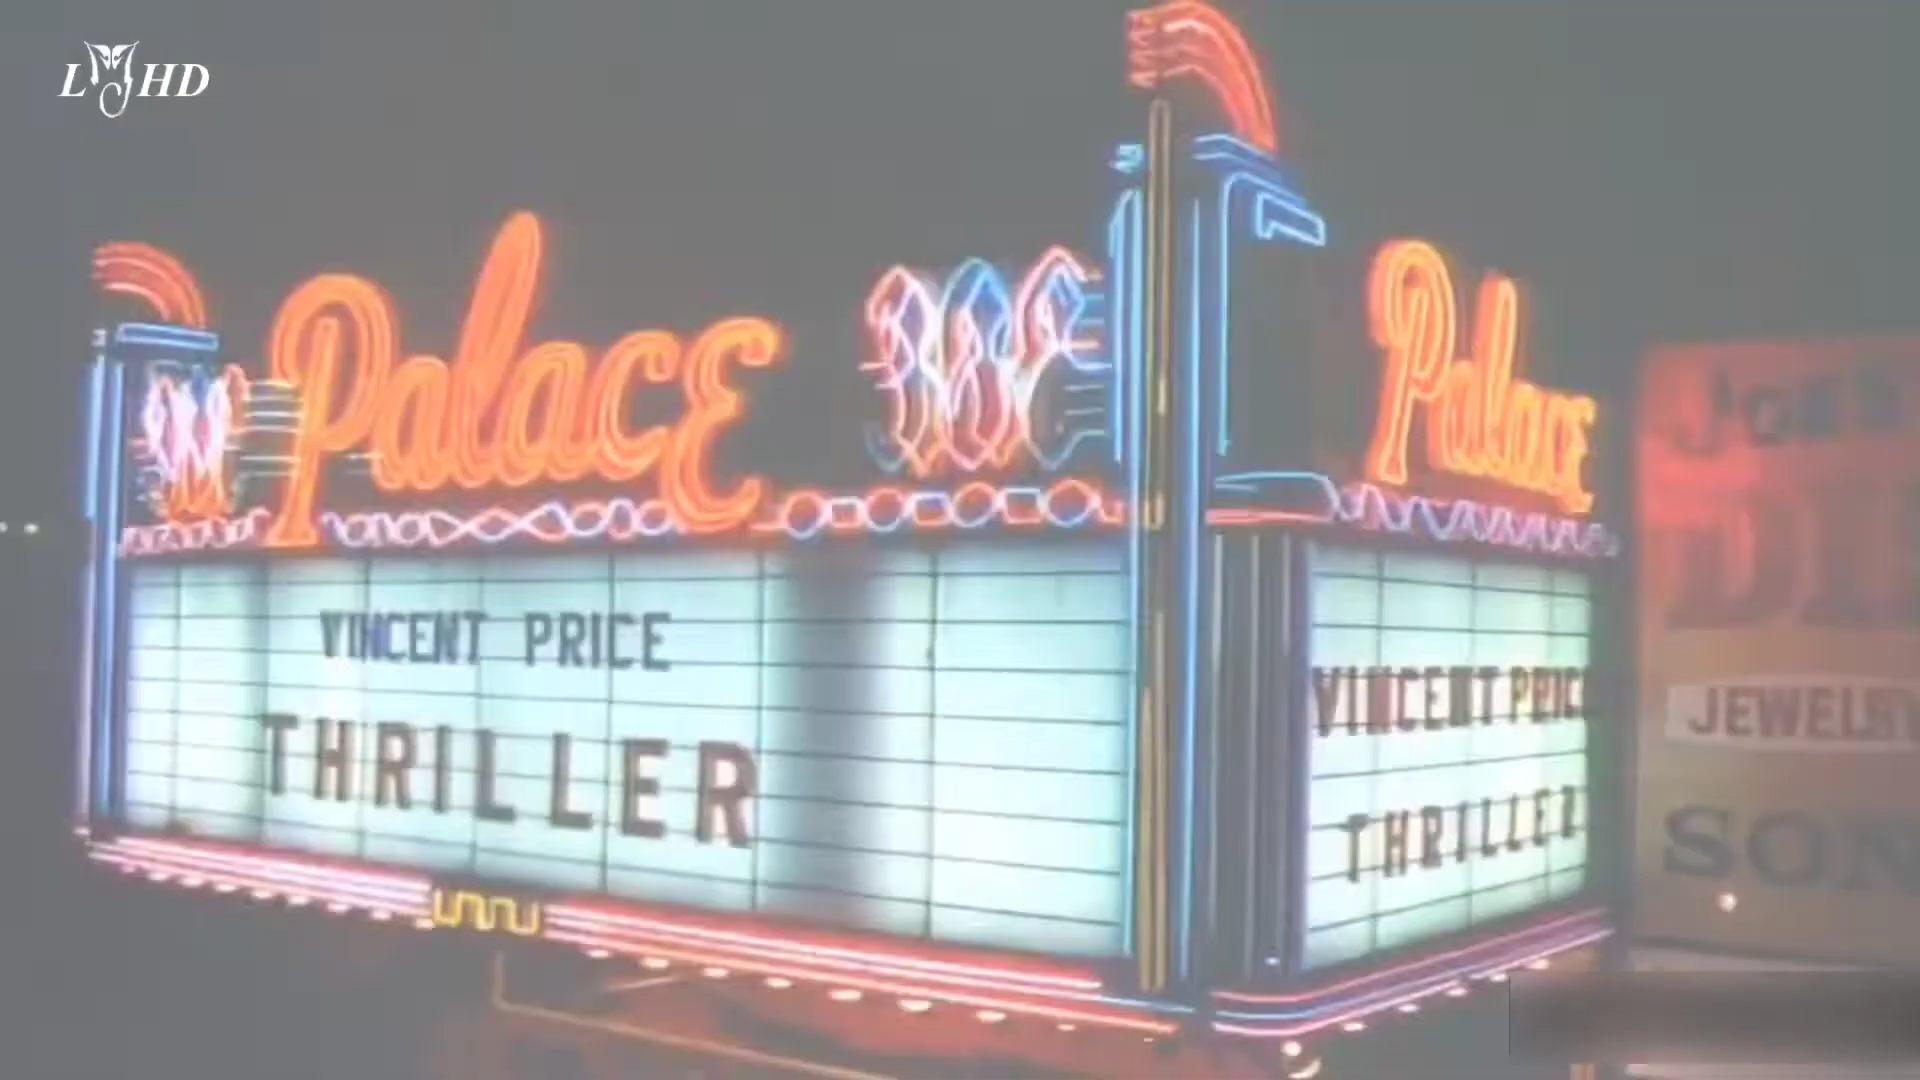 LMJHD
Palace
VINCENT PRICE
THRILLER
Palace
VINCENT PRICE
THRILLER
JEWELRY